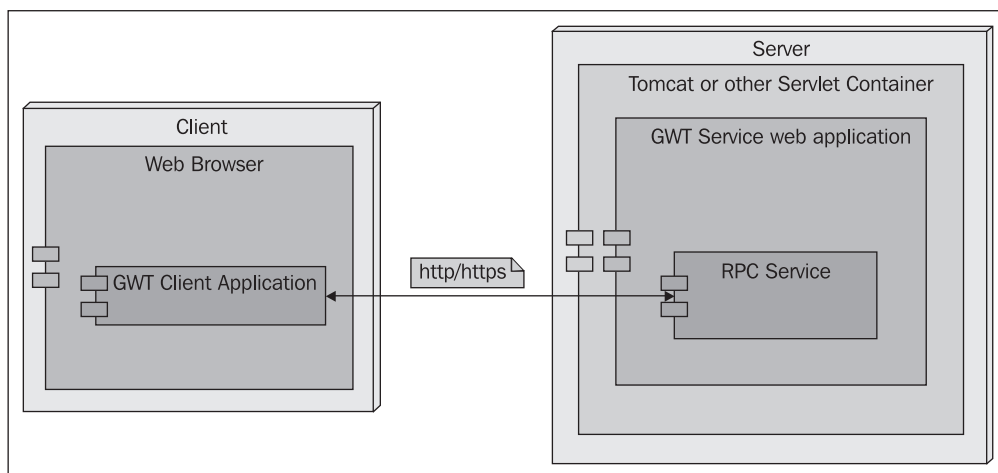 Client
Web Browser
GWT Client Application
http/https
Server
Tomcat or other Servlet Container
GWT Service web application
RPC Service